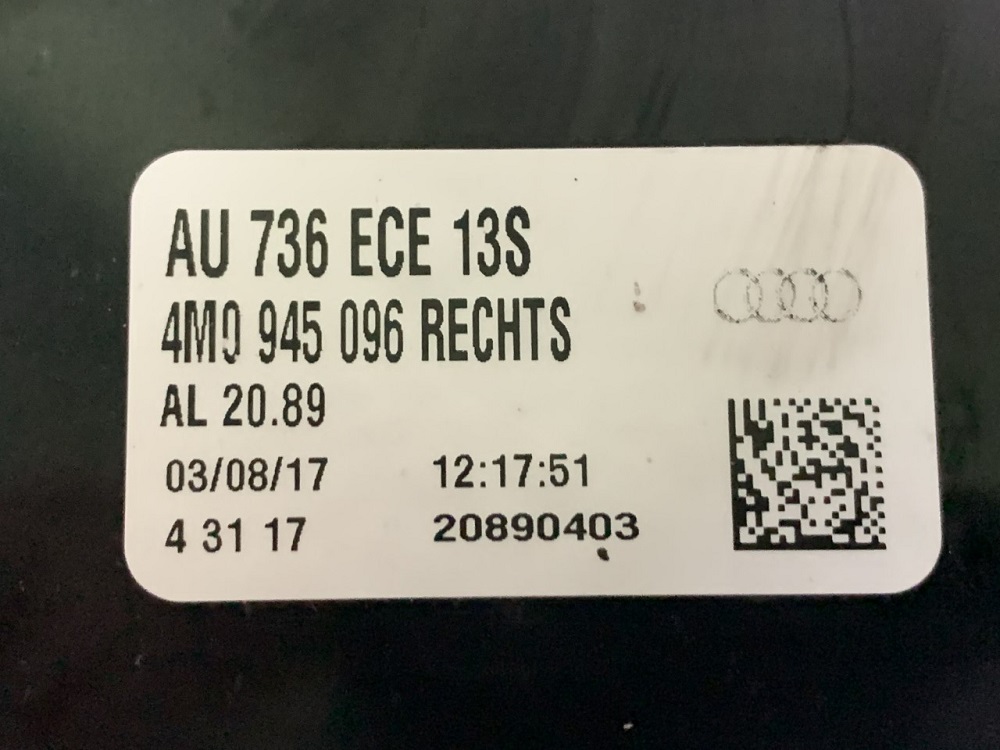 AU 736 ECE 13S
4M0 945 096 RECHTS
AL 20.89
03/08/17 12:17:51
4 31 17 20890403